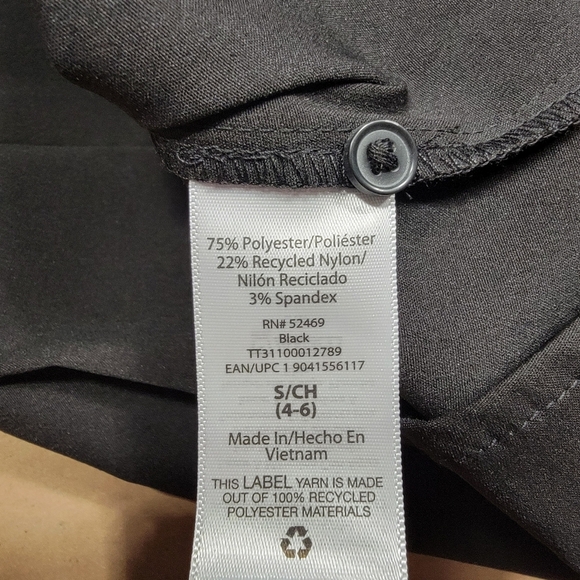 75% Polyester/Poliéster
22% Recycled Nylon/
Nilón Reciclado
3% Spandex
RN# 52469
Black
TT31100012789
EAN/UPC 1 9041556117
S/CH
(4-6)
Made In/Hecho En
Vietnam
THIS LABEL YARN IS MADE
OUT OF 100% RECYCLED
POLYESTER MATERIALS